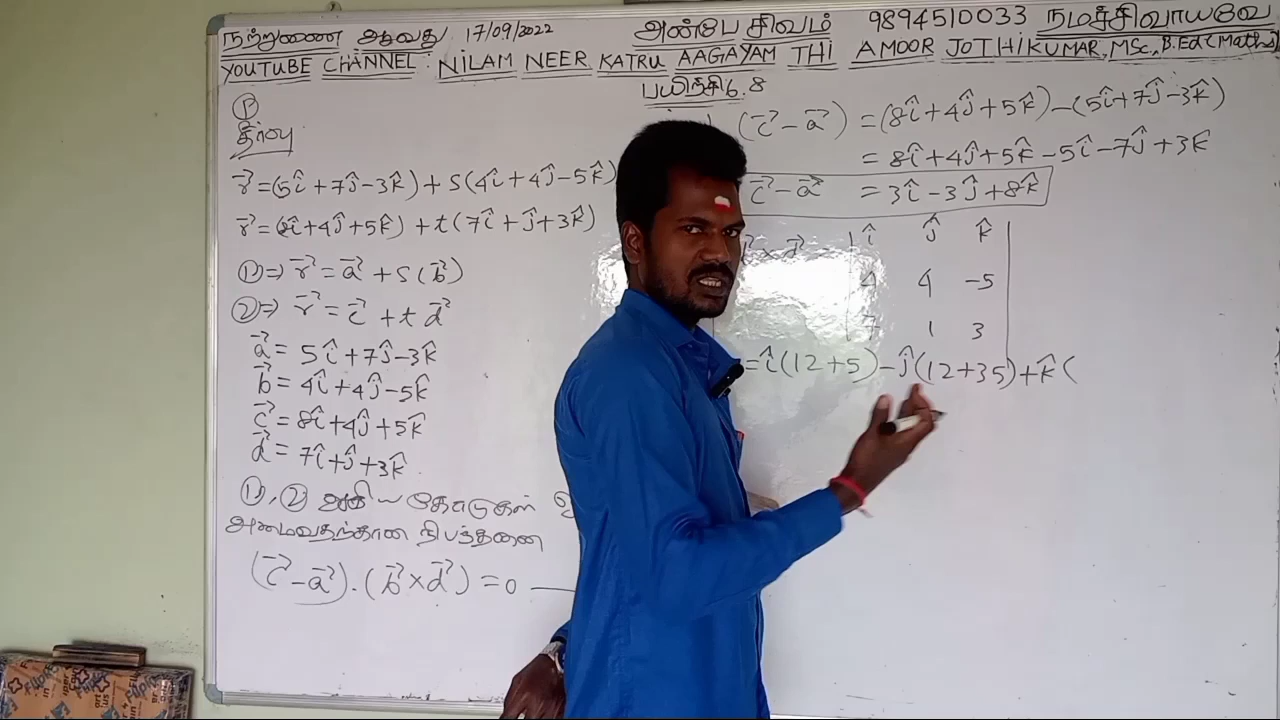 நற்றுணை ஆவது 17/09/2022 அன்பே சிவம் 9894510033 நமச்சிவாயவே
YOUTUBE CHANNEL : NILAM NEER KATRU AAGAYAM THI AMOOR JOTHIKUMAR, MSc., B.Ed (Maths)
பயிற்சி 6.8
①
தீர்வு
r⃗ = (5î + 7ĵ - 3k̂) + s(4î + 4ĵ - 5k̂)
r⃗ = (8î + 4ĵ + 5k̂) + t(7î + ĵ + 3k̂)
① ⇒ r⃗ = a⃗ + s(b⃗)
② ⇒ r⃗ = c⃗ + t d⃗
a⃗ = 5î + 7ĵ - 3k̂
b⃗ = 4î + 4ĵ - 5k̂
c⃗ = 8î + 4ĵ + 5k̂
d⃗ = 7î + ĵ + 3k̂
①, ② ஆகிய கோடுகள்
அமைவதற்கான நிபந்தனை
(c⃗ - a⃗) . (b⃗ × d⃗) = 0
(c⃗ - a⃗) = (8î + 4ĵ + 5k̂) - (5î + 7ĵ - 3k̂)
= 8î + 4ĵ + 5k̂ - 5î - 7ĵ + 3k̂
c⃗ - a⃗ = 3î - 3ĵ + 8k̂
î ĵ k̂
× d⃗ 4 4 -5
7 1 3
= î(12 + 5) - ĵ(12 + 35) + k̂(